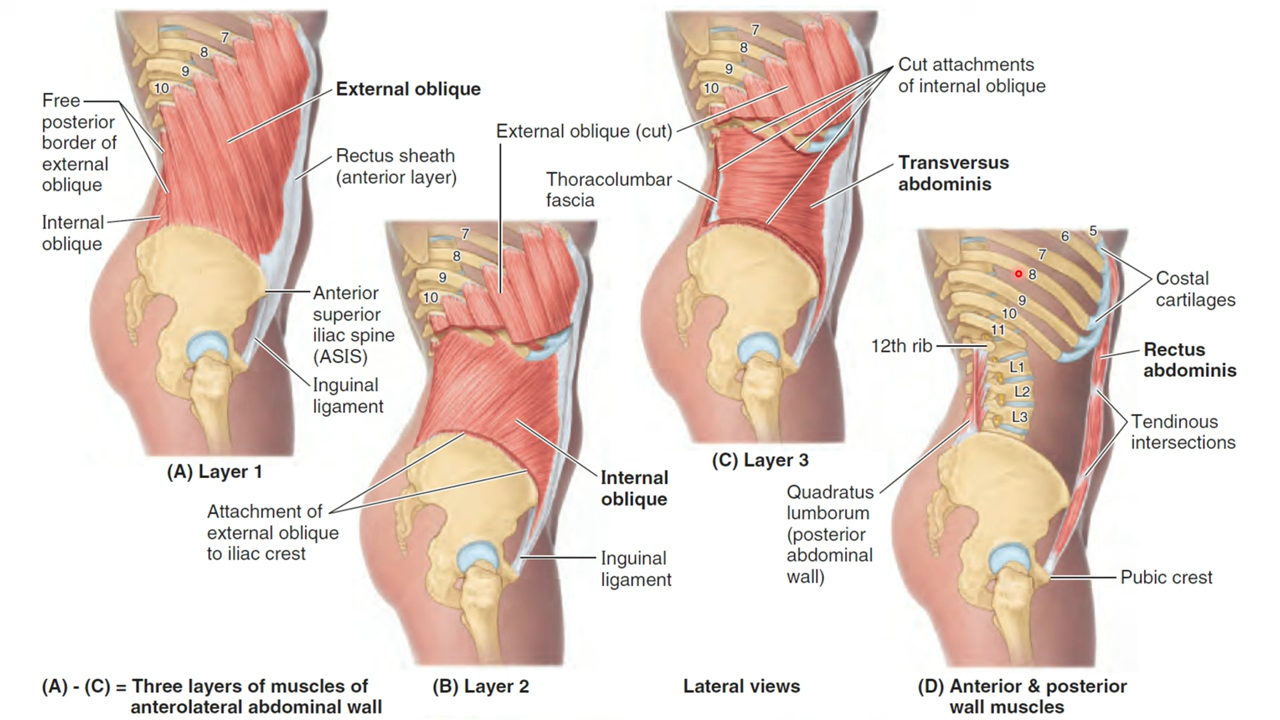 7
8
9
10
Free
posterior
border of
external
oblique
Internal
oblique
External oblique
Rectus sheath
(anterior layer)
Anterior
superior
iliac spine
(ASIS)
Inguinal
ligament
(A) Layer 1
External oblique (cut)
7
8
9
10
Attachment of
external oblique
to iliac crest
Internal
oblique
Inguinal
ligament
(B) Layer 2
7
8
9
10
Cut attachments
of internal oblique
Thoracolumbar
fascia
Transversus
abdominis
(C) Layer 3
5
6
7
8
9
10
11
12th rib
L1
L2
L3
Costal
cartilages
Rectus
abdominis
Tendinous
intersections
Quadratus
lumborum
(posterior
abdominal
wall)
Pubic crest
(A) - (C) = Three layers of muscles of
anterolateral abdominal wall
Lateral views
(D) Anterior & posterior
wall muscles